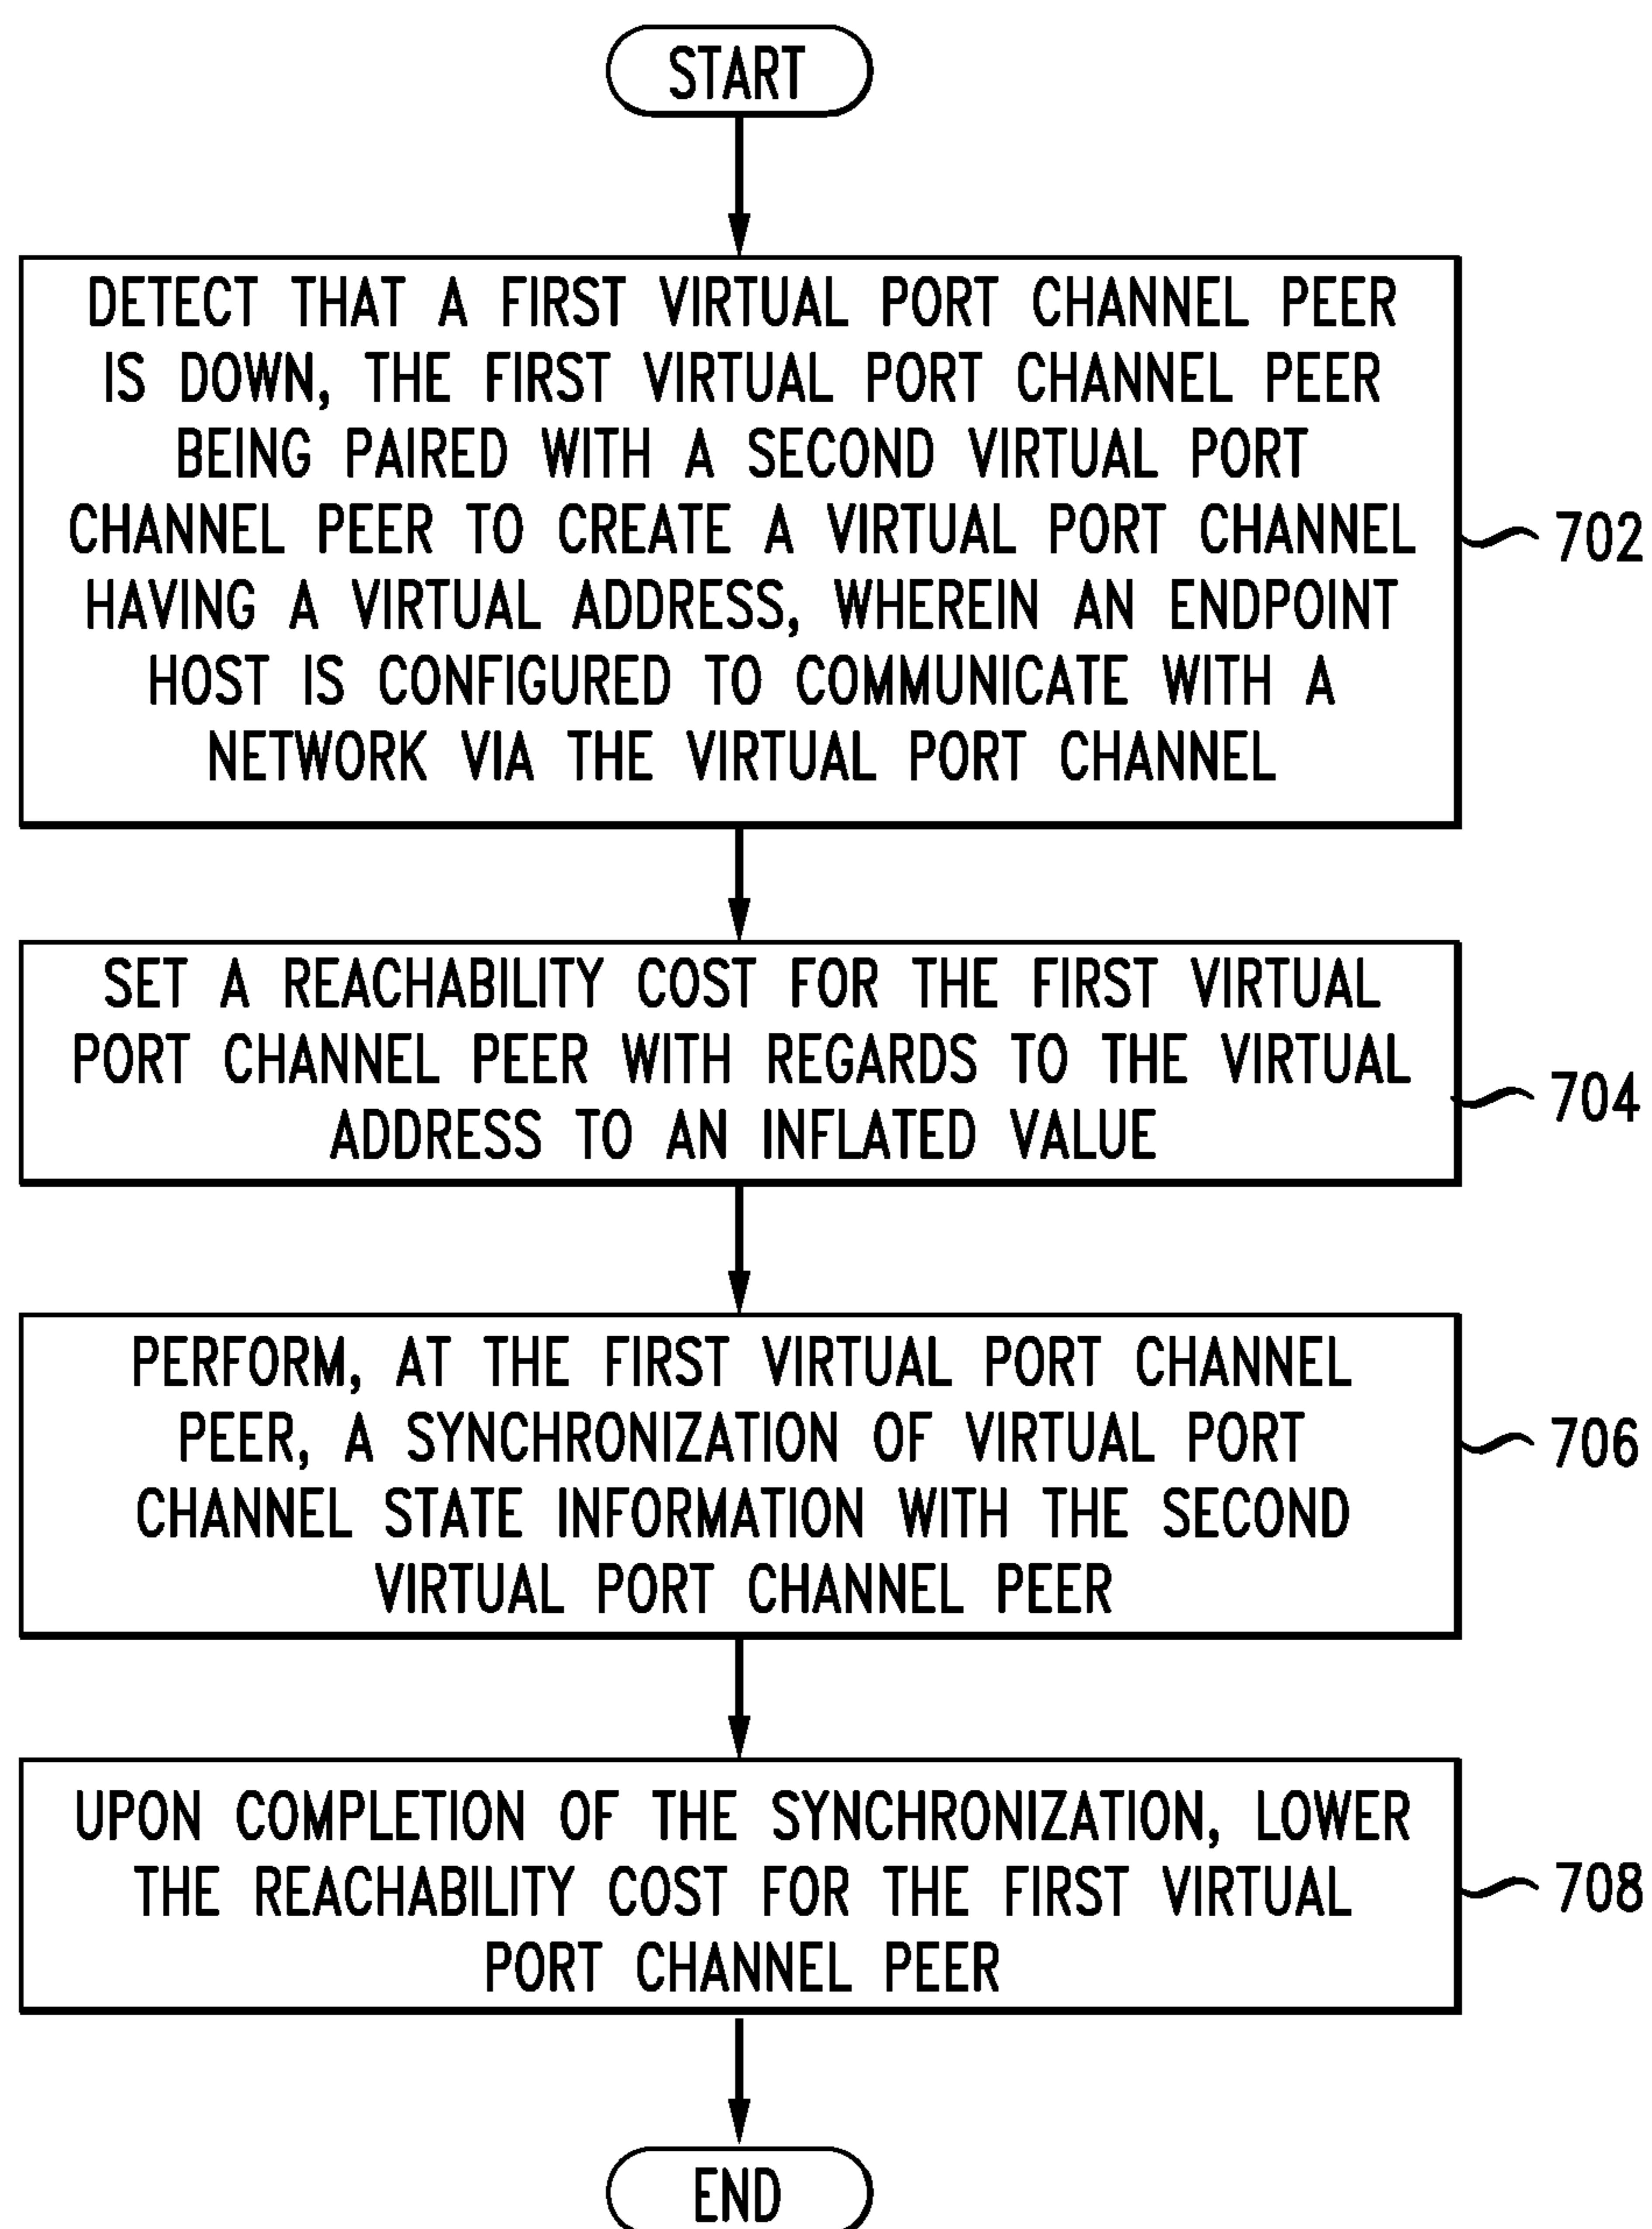 START
DETECT THAT A FIRST VIRTUAL PORT CHANNEL PEER
IS DOWN, THE FIRST VIRTUAL PORT CHANNEL PEER
BEING PAIRED WITH A SECOND VIRTUAL PORT
CHANNEL PEER TO CREATE A VIRTUAL PORT CHANNEL
HAVING A VIRTUAL ADDRESS, WHEREIN AN ENDPOINT
HOST IS CONFIGURED TO COMMUNICATE WITH A
NETWORK VIA THE VIRTUAL PORT CHANNEL
702
SET A REACHABILITY COST FOR THE FIRST VIRTUAL
PORT CHANNEL PEER WITH REGARDS TO THE VIRTUAL
ADDRESS TO AN INFLATED VALUE
704
PERFORM, AT THE FIRST VIRTUAL PORT CHANNEL
PEER, A SYNCHRONIZATION OF VIRTUAL PORT
CHANNEL STATE INFORMATION WITH THE SECOND
VIRTUAL PORT CHANNEL PEER
706
UPON COMPLETION OF THE SYNCHRONIZATION, LOWER
THE REACHABILITY COST FOR THE FIRST VIRTUAL
PORT CHANNEL PEER
708
END